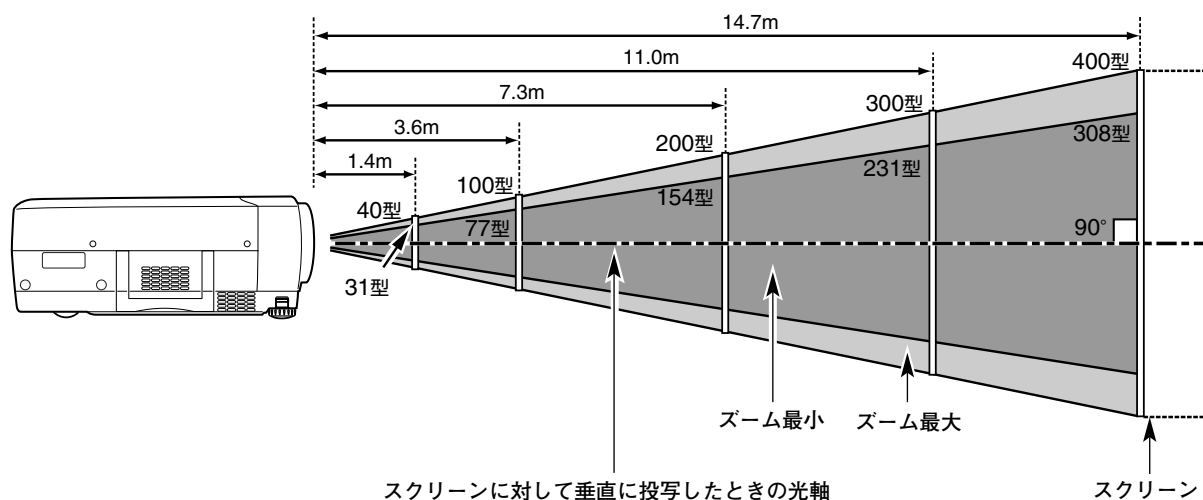 14.7m
11.0m
7.3m
3.6m
1.4m
400型
300型
200型
100型
40型
308型
231型
154型
77型
31型
90°
ズーム最小
ズーム最大
スクリーンに対して垂直に投写したときの光軸
スクリーン